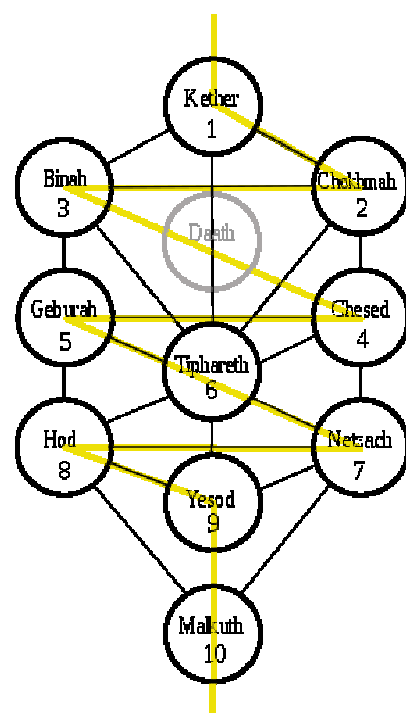 Kether
1
Chokhmah
2
Binah
3
Daath
Chesed
4
Geburah
5
Tiphareth
6
Netzach
7
Hod
8
Yesod
9
Malkuth
10